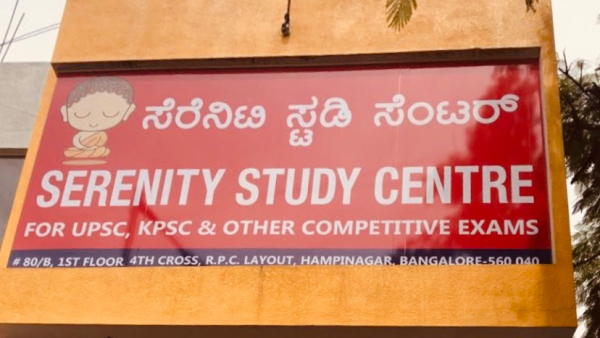 ಸೆರೆನಿಟಿ ಸ್ಟಡಿ ಸೆಂಟರ್
SERENITY STUDY CENTRE
FOR UPSC, KPSC & OTHER COMPETITIVE EXAMS
# 80/B, 1ST FLOOR 4TH CROSS, R.P.C. LAYOUT, HAMPINAGAR, BANGALORE-560 040